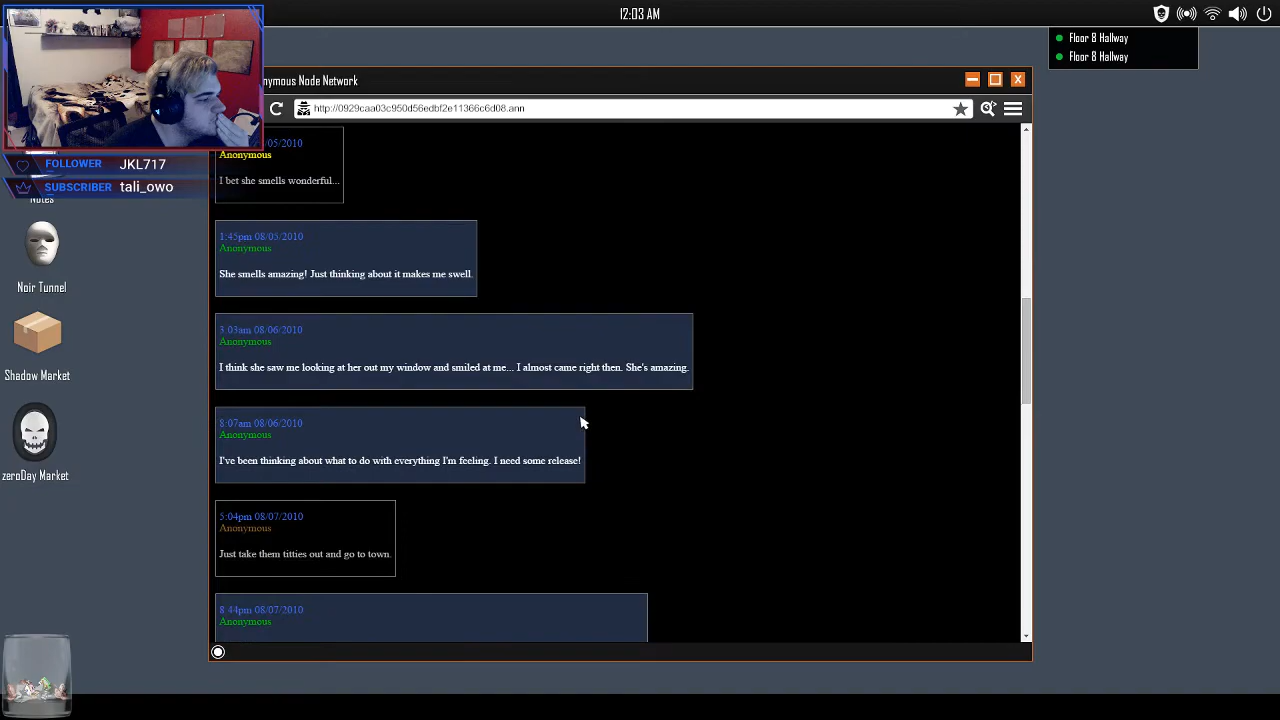 12:03 AM
Floor 8 Hallway
Floor 8 Hallway
nymous Node Network
http://0929caa03c950d56edbf2e11366c6d08.ann
FOLLOWER JKL717
SUBSCRIBER tali_owo
Notes
Noir Tunnel
Shadow Market
zeroDay Market
05/2010
Anonymous
I bet she smells wonderful...
1:45pm 08/05/2010
Anonymous
She smells amazing! Just thinking about it makes me swell.
3:03am 08/06/2010
Anonymous
I think she saw me looking at her out my window and smiled at me... I almost came right then. She's amazing.
8:07am 08/06/2010
Anonymous
I've been thinking about what to do with everything I'm feeling. I need some release!
5:04pm 08/07/2010
Anonymous
Just take them titties out and go to town.
8:44pm 08/07/2010
Anonymous